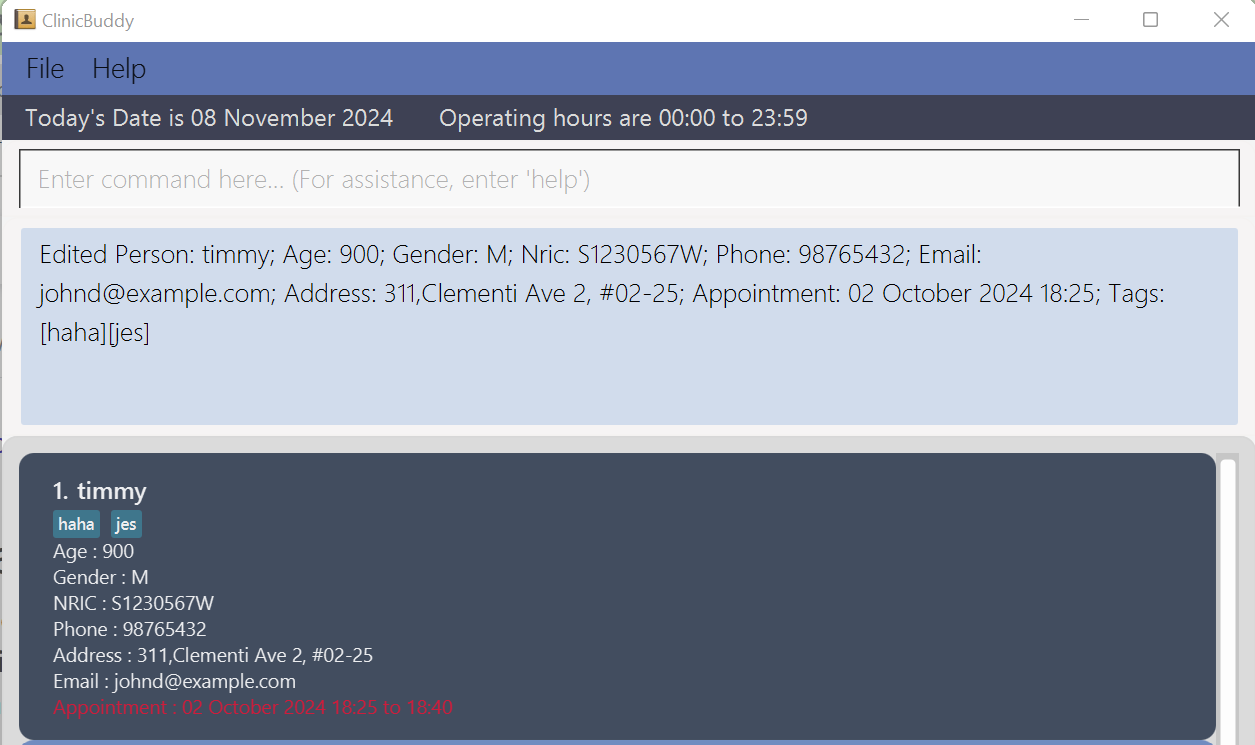 ClinicBuddy
File Help
Today's Date is 08 November 2024 Operating hours are 00:00 to 23:59
Enter command here... (For assistance, enter 'help')
Edited Person: timmy; Age: 900; Gender: M; Nric: S1230567W; Phone: 98765432; Email:
johnd@example.com; Address: 311,Clementi Ave 2, #02-25; Appointment: 02 October 2024 18:25; Tags:
[haha][jes]
1. timmy
haha jes
Age : 900
Gender : M
NRIC : S1230567W
Phone : 98765432
Address : 311,Clementi Ave 2, #02-25
Email : johnd@example.com
Appointment : 02 October 2024 18:25 to 18:40